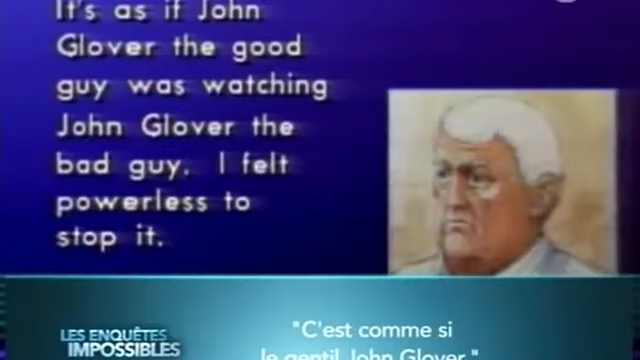 It's as if John
Glover the good
guy was watching
John Glover the
bad guy. I felt
powerless to
stop it.
LES ENQUÊTES
IMPOSSIBLES
"C'est comme si
le gentil John Glover "